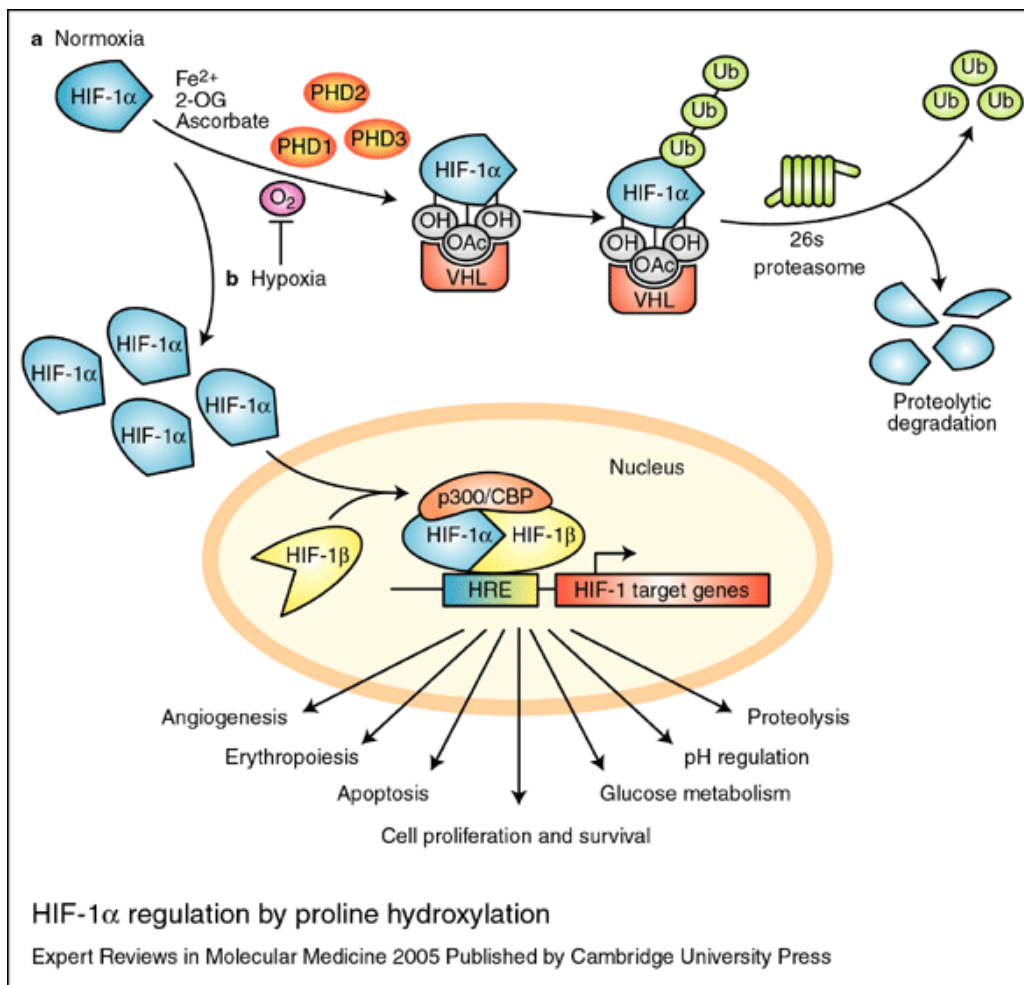 a Normoxia
HIF-1α
Fe2+
2-OG
Ascorbate
PHD2
PHD1
PHD3
O2
b Hypoxia
HIF-1α
OH
OAc
OH
VHL
Ub
Ub
Ub
HIF-1α
OH
OAc
OH
VHL
26s
proteasome
Ub
Ub
Ub
Proteolytic
degradation
HIF-1α
HIF-1α
HIF-1α
HIF-1α
Nucleus
p300/CBP
HIF-1α
HIF-1β
HIF-1β
HRE
HIF-1 target genes
Angiogenesis
Erythropoiesis
Apoptosis
Cell proliferation and survival
Glucose metabolism
pH regulation
Proteolysis
HIF-1α regulation by proline hydroxylation
Expert Reviews in Molecular Medicine 2005 Published by Cambridge University Press